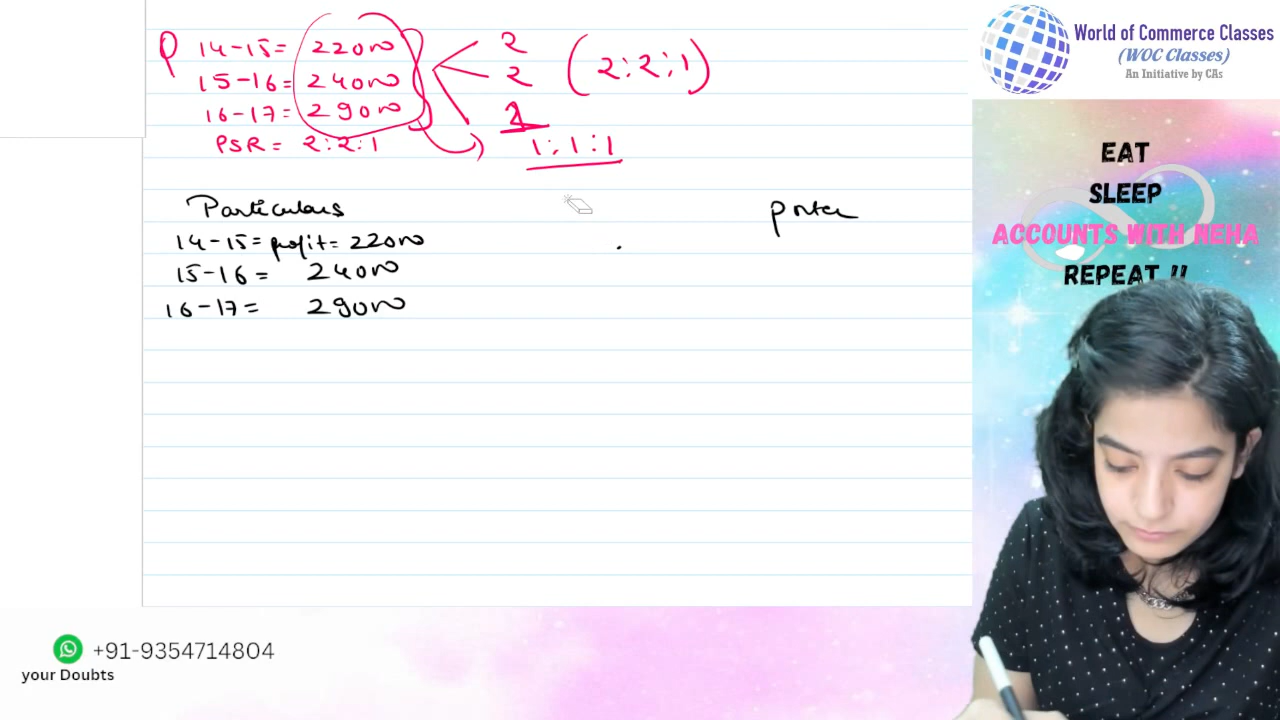 Q 14-15= 22000
15-16= 24000
16-17= 29000
PSR = 2:2:1
2
2
1
(2:2:1)
1:1:1
Particulars
14-15= profit= 22000
15-16= 24000
16-17= 29000
World of Commerce Classes
(WOC Classes)
An Initiative by CAs
EAT
SLEEP
ACCOUNTS WITH NEHA
REPEAT !!
+91-9354714804
your Doubts